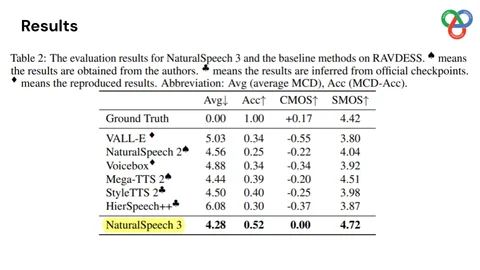 Results
Table 2: The evaluation results for NaturalSpeech 3 and the baseline methods on RAVDESS. ♠ means
the results are obtained from the authors. ♣ means the results are inferred from official checkpoints.
♦ means the reproduced results. Abbreviation: Avg (average MCD), Acc (MCD-Acc).
Avg↓ Acc↑ CMOS↑ SMOS↑
Ground Truth 0.00 1.00 +0.17 4.42
VALL-E ♦ 5.03 0.34 -0.55 3.80
NaturalSpeech 2♠ 4.56 0.25 -0.22 4.04
Voicebox♦ 4.88 0.34 -0.34 3.92
Mega-TTS 2♠ 4.44 0.39 -0.20 4.51
StyleTTS 2♣ 4.50 0.40 -0.25 3.98
HierSpeech++♣ 6.08 0.30 -0.37 3.87
NaturalSpeech 3 4.28 0.52 0.00 4.72